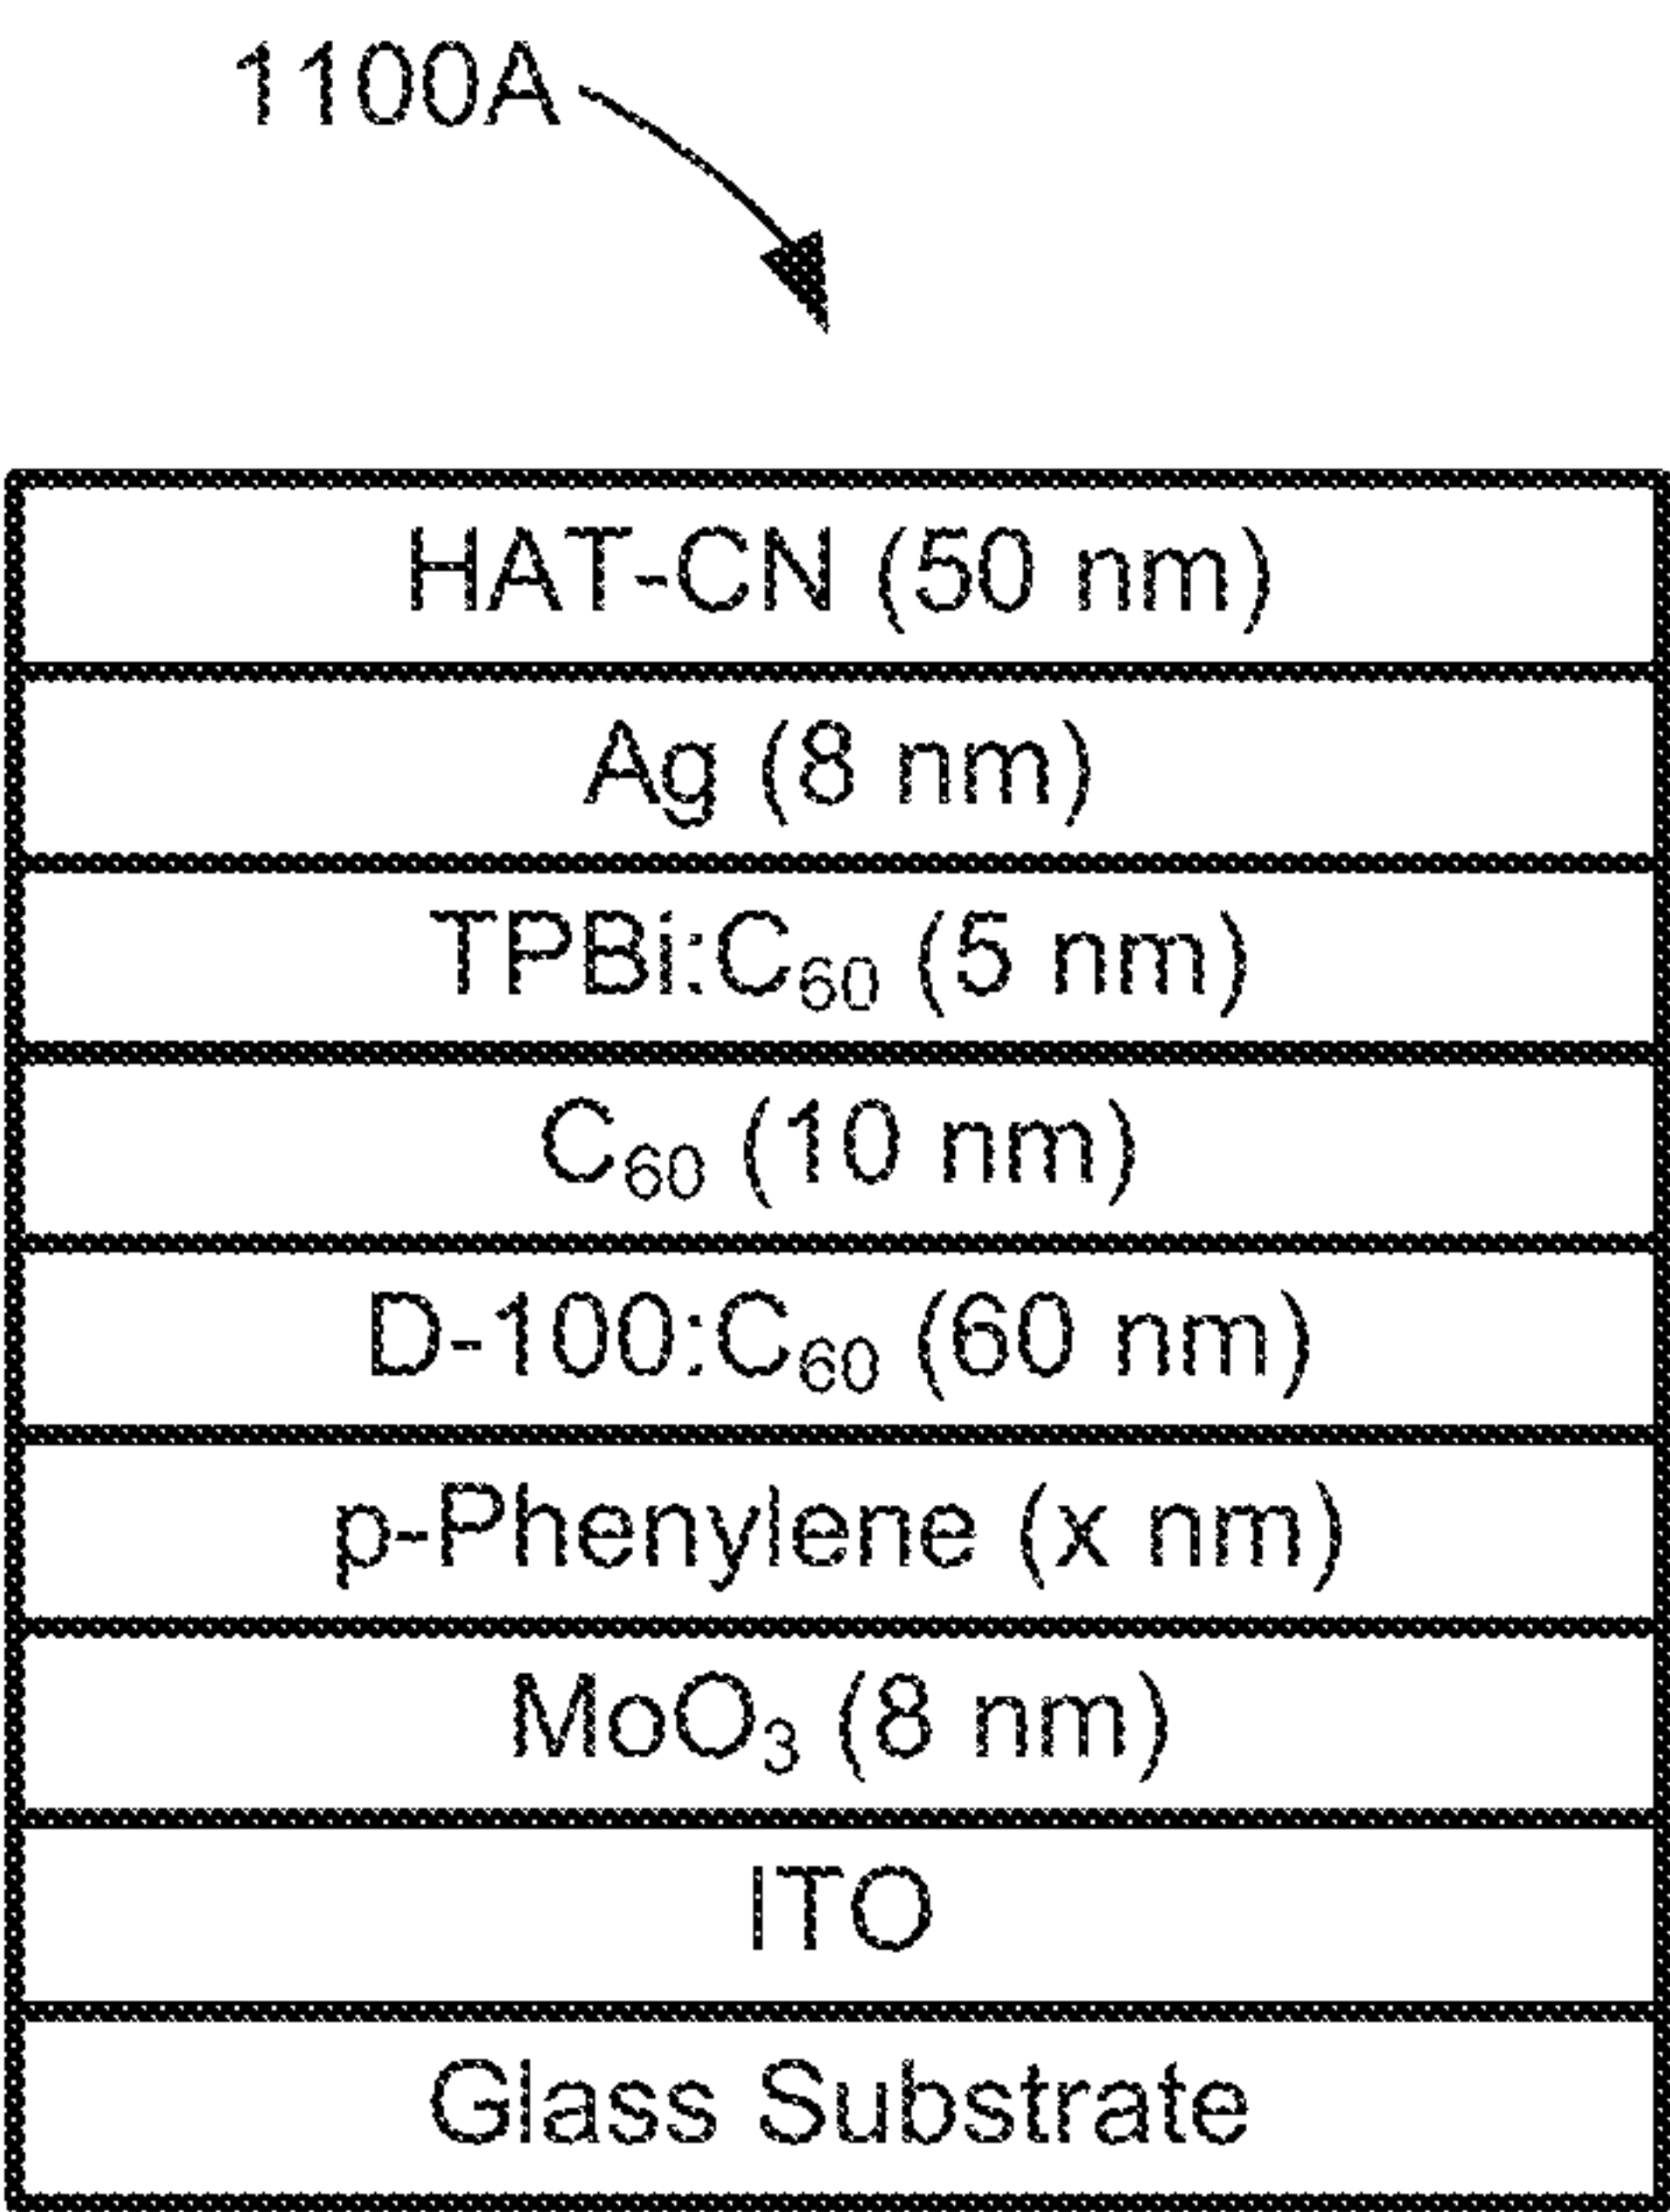 1100A
HAT-CN (50 nm)
Ag (8 nm)
TPBi:C₆₀ (5 nm)
C₆₀ (10 nm)
D-100:C₆₀ (60 nm)
p-Phenylene (x nm)
MoO₃ (8 nm)
ITO
Glass Substrate